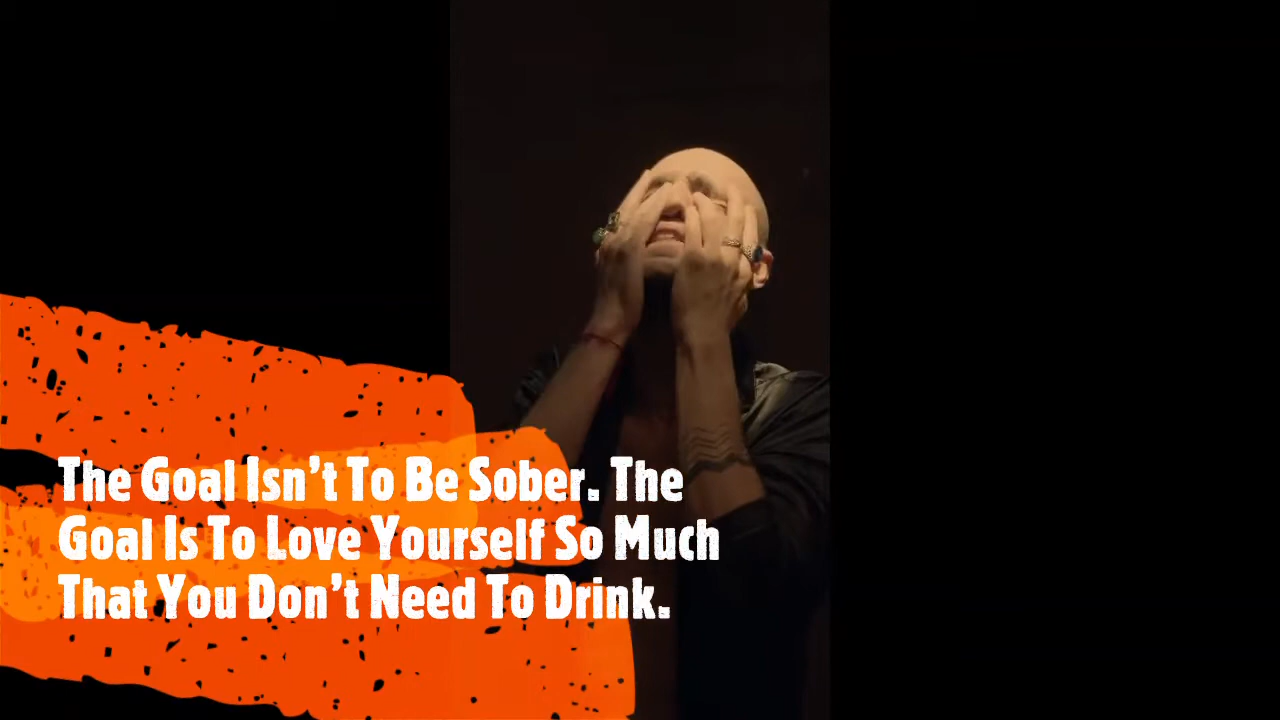 The Goal Isn't To Be Sober. The
Goal Is To Love Yourself So Much
That You Don't Need To Drink.